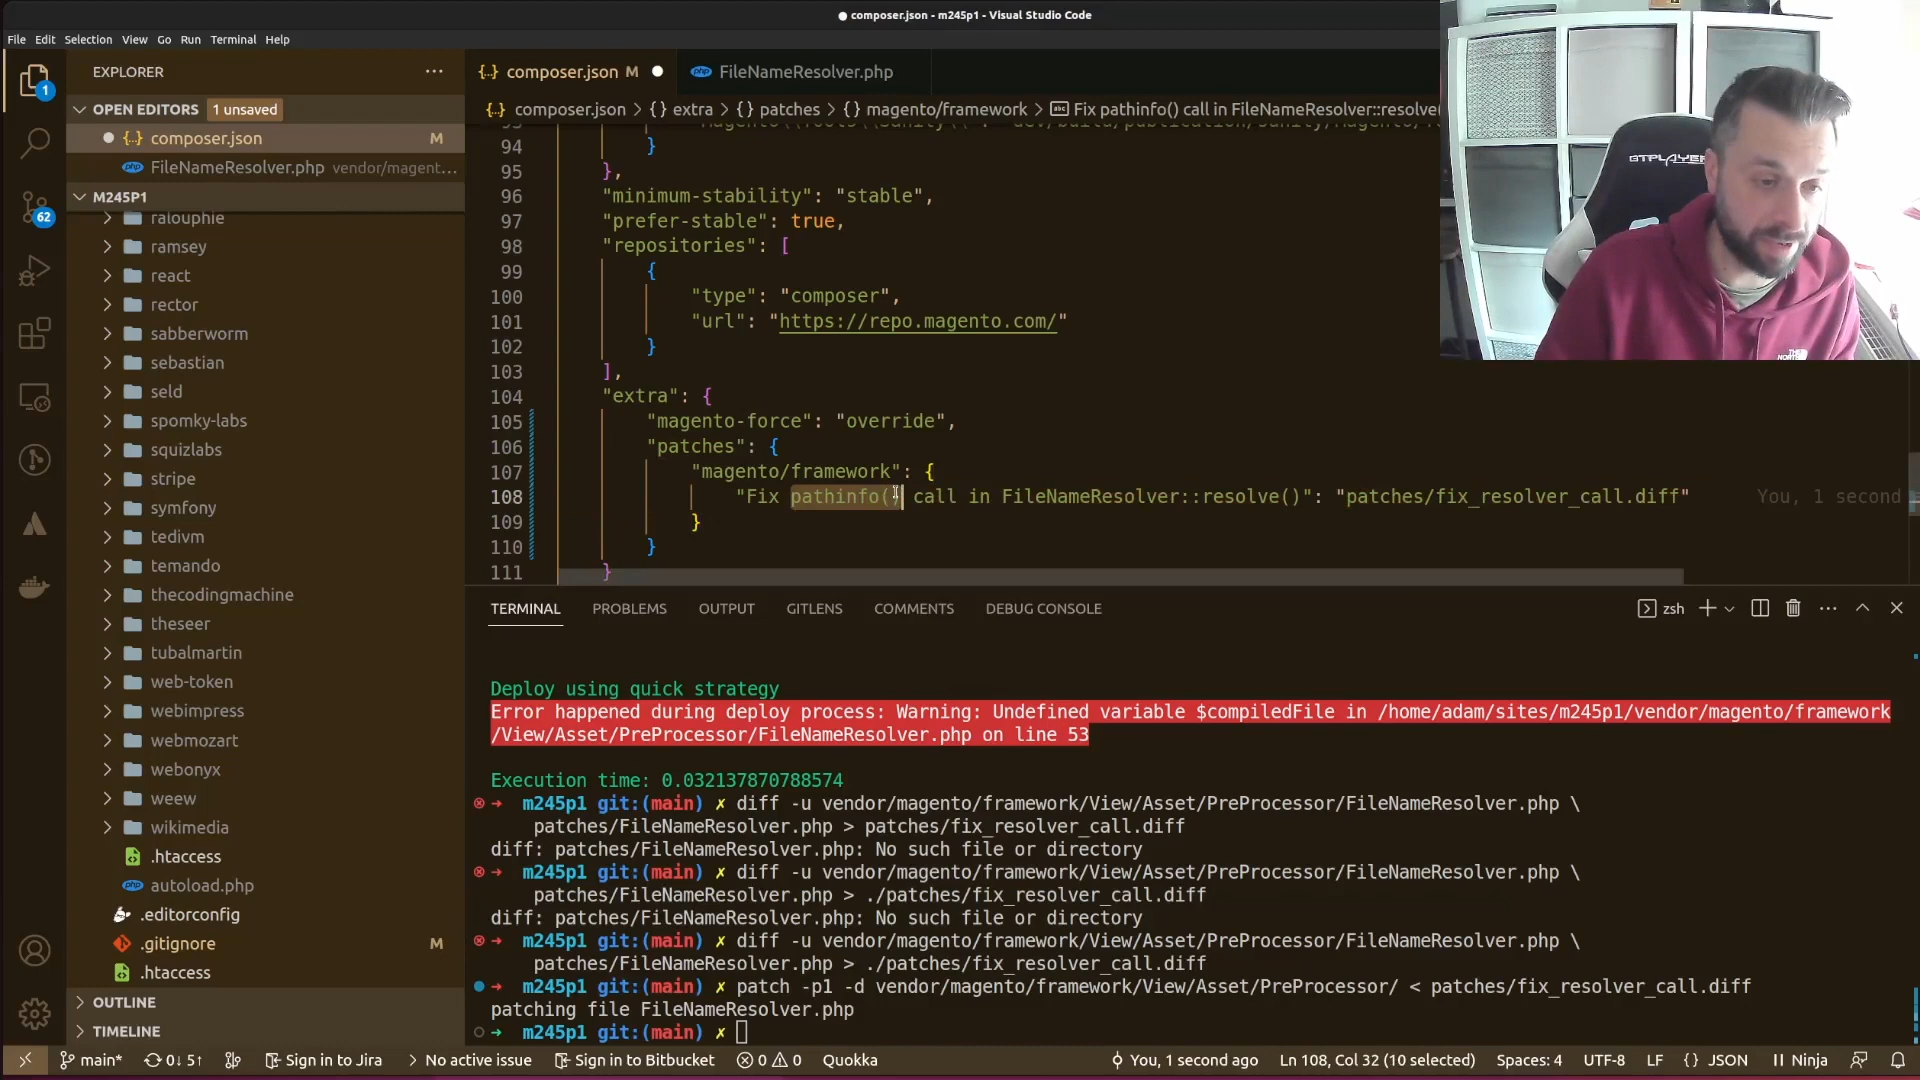 composer.json - m245p1 - Visual Studio Code
File Edit Selection View Go Run Terminal Help
EXPLORER
OPEN EDITORS 1 unsaved
composer.json M
FileNameResolver.php vendor/magent...
M245P1
ralouphie
ramsey
react
rector
sabberworm
sebastian
seld
spomky-labs
squizlabs
stripe
symfony
tedivm
temando
thecodingmachine
theseer
tubalmartin
web-token
webimpress
webmozart
webonyx
weew
wikimedia
.htaccess
autoload.php
.editorconfig
.gitignore M
.htaccess
OUTLINE
TIMELINE
1
62
composer.json M
FileNameResolver.php
composer.json > {} extra > {} patches > {} magento/framework > Fix pathinfo() call in FileNameResolver::resolve(
94 }
95 },
96 "minimum-stability": "stable",
97 "prefer-stable": true,
98 "repositories": [
99 {
100 "type": "composer",
101 "url": "https://repo.magento.com/"
102 }
103 ],
104 "extra": {
105 "magento-force": "override",
106 "patches": {
107 "magento/framework": {
108 "Fix pathinfo() call in FileNameResolver::resolve()": "patches/fix_resolver_call.diff" You, 1 second
109 }
110 }
111 }
GTPLAYER
THE NORTH
TERMINAL PROBLEMS OUTPUT GITLENS COMMENTS DEBUG CONSOLE
zsh
Deploy using quick strategy
Error happened during deploy process: Warning: Undefined variable $compiledFile in /home/adam/sites/m245p1/vendor/magento/framework
/View/Asset/PreProcessor/FileNameResolver.php on line 53
Execution time: 0.032137870788574
m245p1 git:(main) ✗ diff -u vendor/magento/framework/View/Asset/PreProcessor/FileNameResolver.php \
patches/FileNameResolver.php > patches/fix_resolver_call.diff
diff: patches/FileNameResolver.php: No such file or directory
m245p1 git:(main) ✗ diff -u vendor/magento/framework/View/Asset/PreProcessor/FileNameResolver.php \
patches/FileNameResolver.php > ./patches/fix_resolver_call.diff
diff: patches/FileNameResolver.php: No such file or directory
m245p1 git:(main) ✗ diff -u vendor/magento/framework/View/Asset/PreProcessor/FileNameResolver.php \
patches/FileNameResolver.php > ./patches/fix_resolver_call.diff
m245p1 git:(main) ✗ patch -p1 -d vendor/magento/framework/View/Asset/PreProcessor/ < patches/fix_resolver_call.diff
patching file FileNameResolver.php
m245p1 git:(main) ✗
main* 0↓ 5↑ Sign in to Jira No active issue Sign in to Bitbucket 0 0 Quokka You, 1 second ago Ln 108, Col 32 (10 selected) Spaces: 4 UTF-8 LF {} JSON Ninja